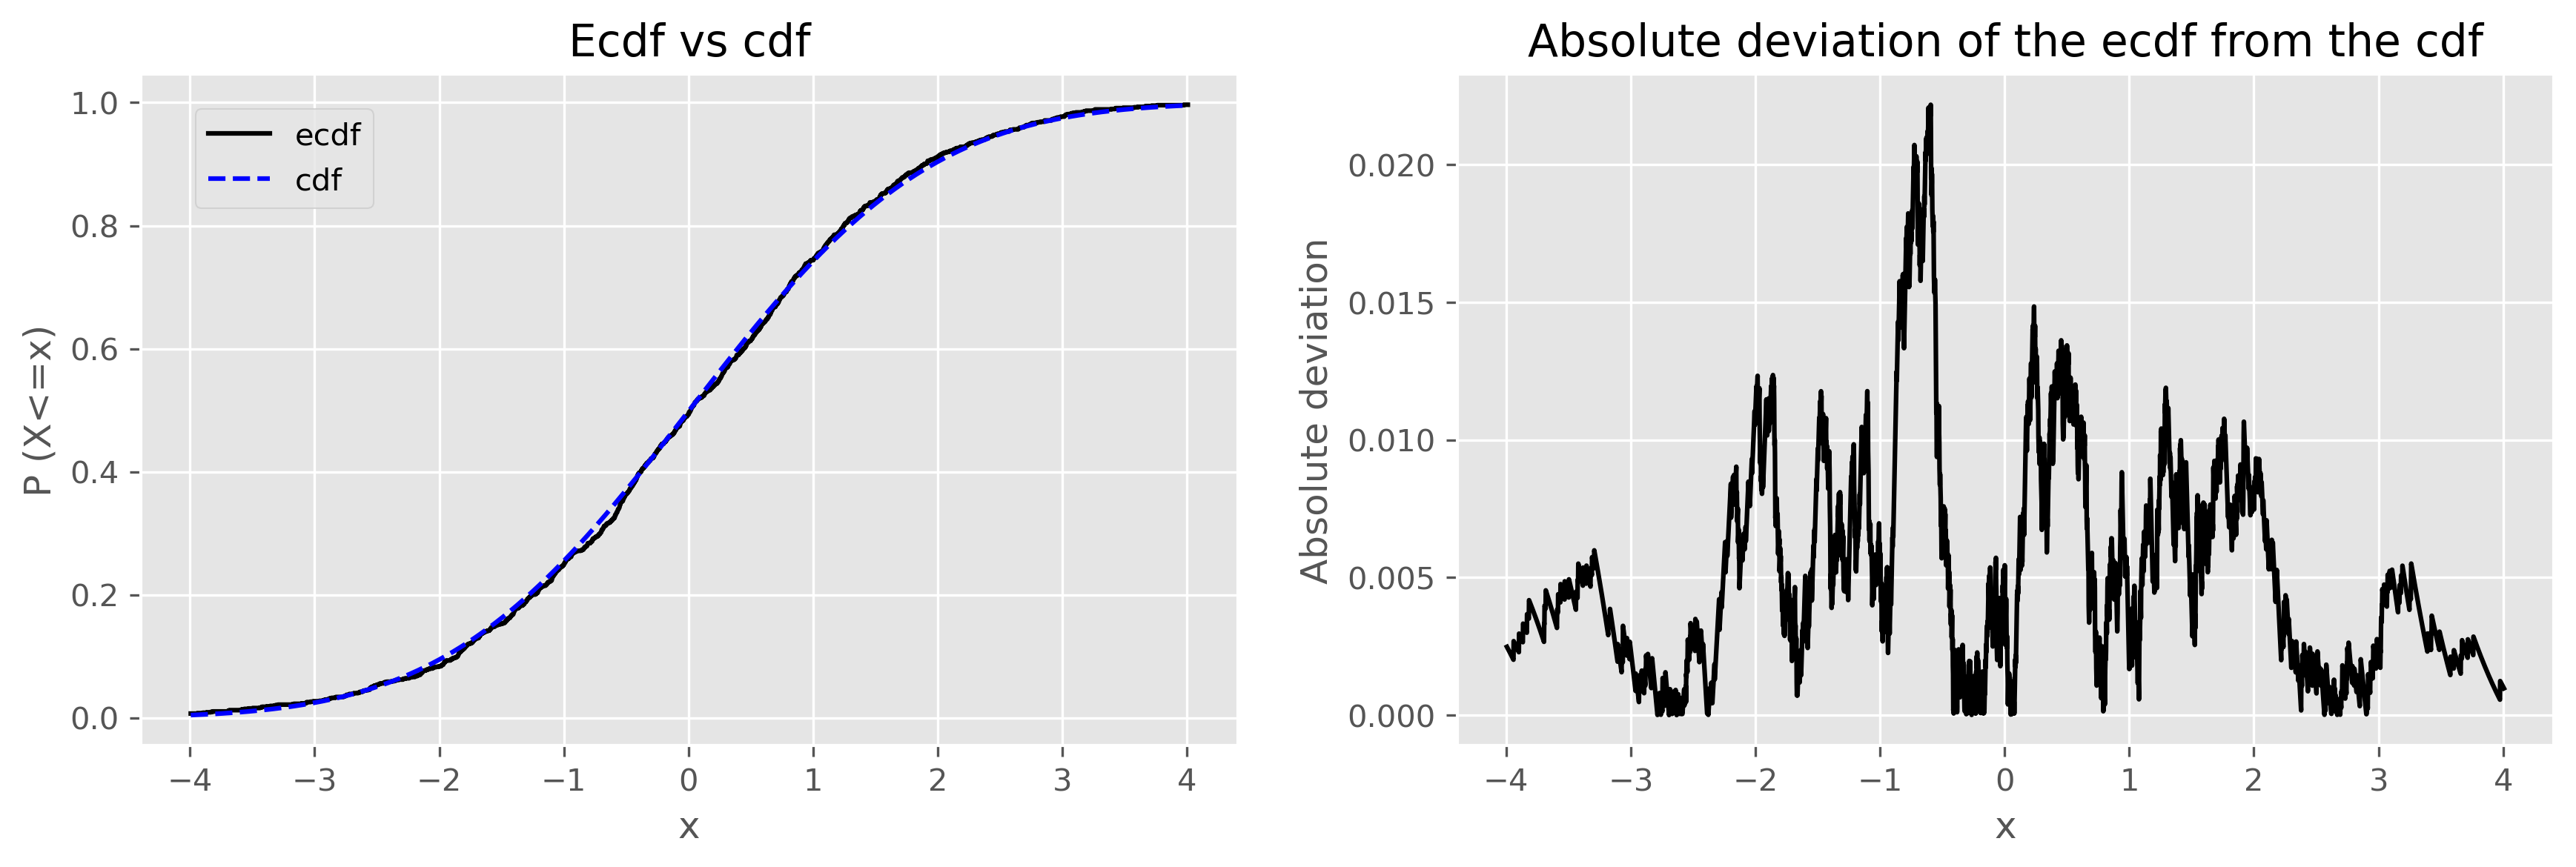 Ecdf vs cdf
P (X<=x)
1.0
0.8
0.6
0.4
0.2
0.0
ecdf
cdf
−4 −3 −2 −1 0 1 2 3 4
x
Absolute deviation of the ecdf from the cdf
Absolute deviation
0.020
0.015
0.010
0.005
0.000
−4 −3 −2 −1 0 1 2 3 4
x